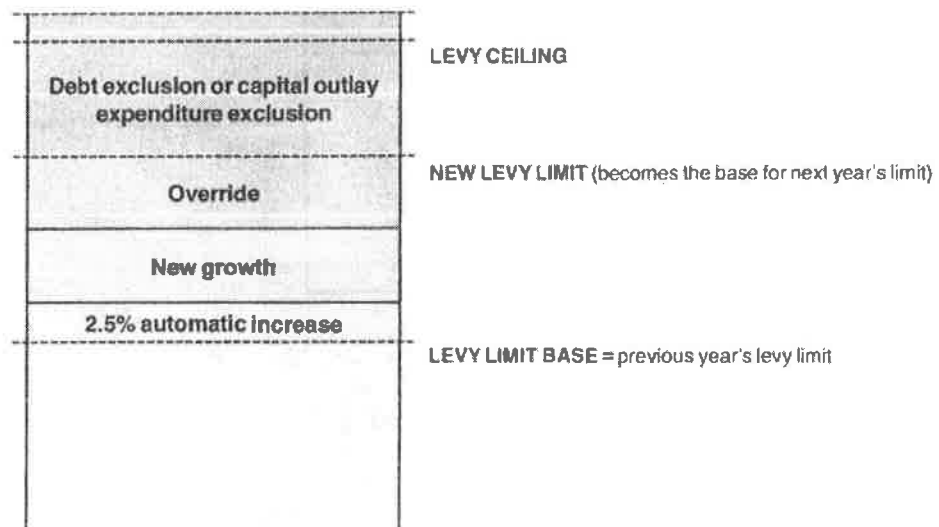 LEVY CEILING
Debt exclusion or capital outlay
expenditure exclusion
NEW LEVY LIMIT (becomes the base for next year's limit)
Override
New growth
2.5% automatic increase
LEVY LIMIT BASE = previous year's levy limit